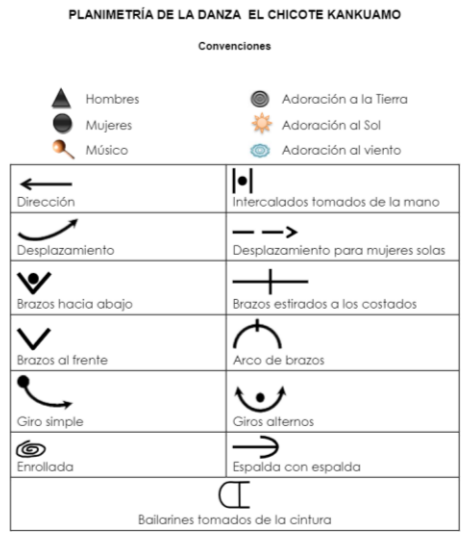 PLANIMETRÍA DE LA DANZA EL CHICOTE KANKUAMO
Convenciones
Hombres
Adoración a la Tierra
Mujeres
Adoración al Sol
Músico
Adoración al viento
Dirección
Intercalados tomados de la mano
Desplazamiento
Desplazamiento para mujeres solas
Brazos hacia abajo
Brazos estirados a los costados
Brazos al frente
Arco de brazos
Giro simple
Giros alternos
Enrollada
Espalda con espalda
Bailarines tomados de la cintura